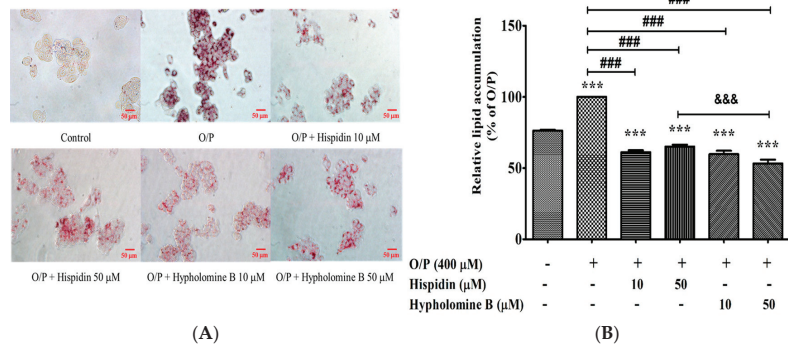 50 μm
50 μm
50 μm
Control
O/P
O/P + Hispidin 10 μM
50 μm
50 μm
50 μm
O/P + Hispidin 50 μM
O/P + Hypholomine B 10 μM
O/P + Hypholomine B 50 μM
(A)
B
###
###
###
###
&&&
***
***
***
***
***
Relative lipid accumulation
(% of O/P)
150
100
50
0
O/P (400 μM) - + + + + +
Hispidin (μM) - - 10 50 - -
Hypholomine B (μM) - - - - 10 50
(B)